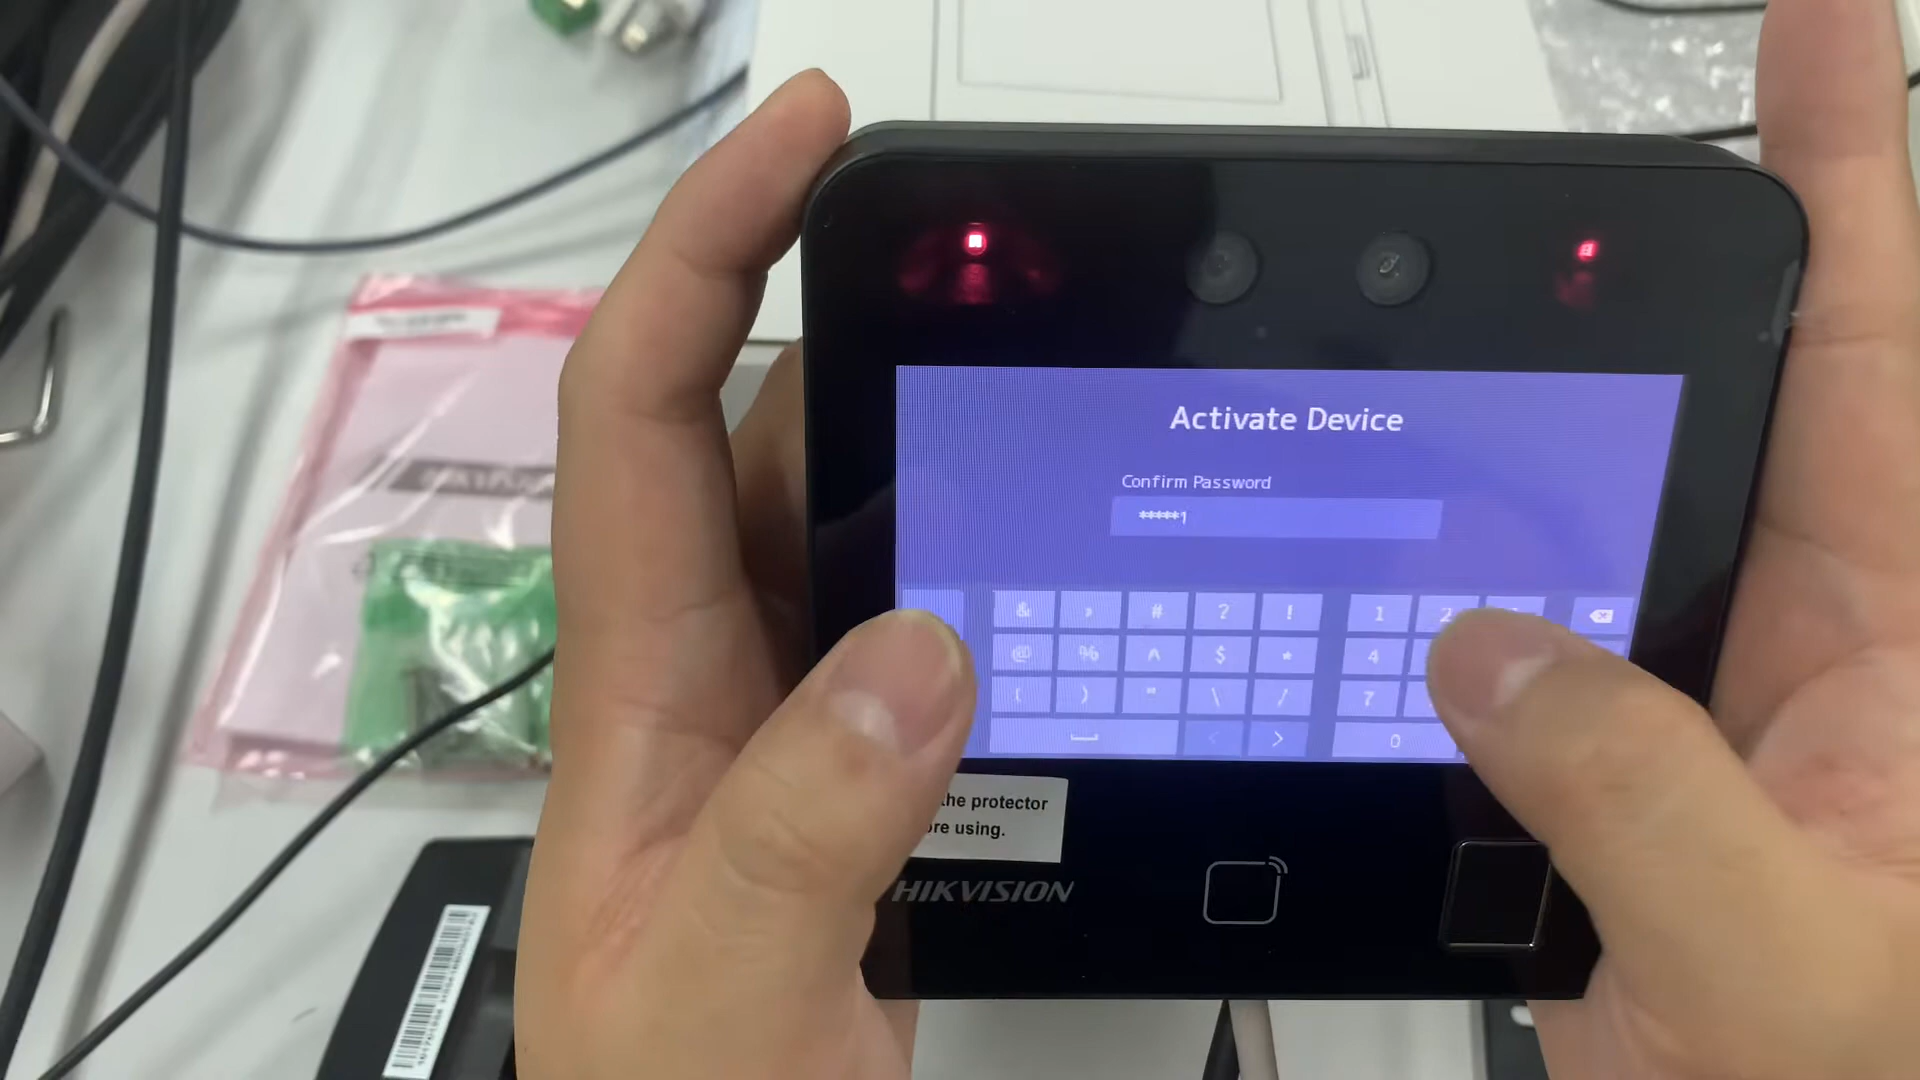 Activate Device
Confirm Password
*****1
& # ? ! 1 2
@ % ^ $ * 4
( ) " \ / 7
< > 0
the protector
re using.
HIKVISION